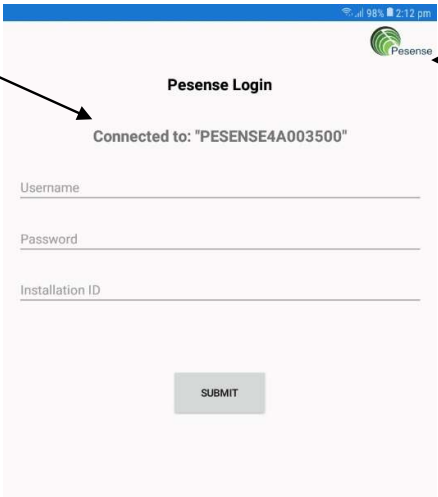 98% 2:12 pm
Pesense
Pesense Login
Connected to: "PESENSE4A003500"
Username
Password
Installation ID
SUBMIT